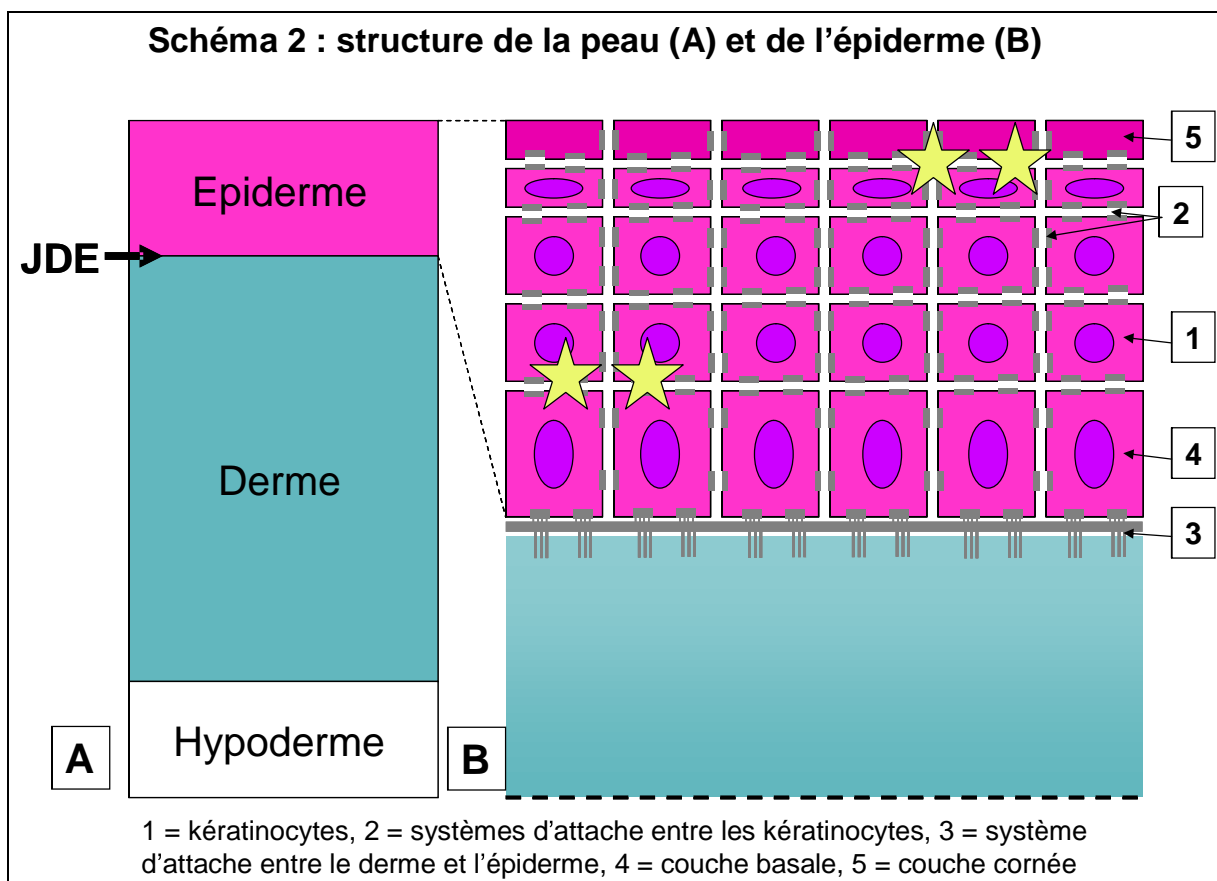 Schéma 2 : structure de la peau (A) et de l’épiderme (B)
Epiderme
JDE
Derme
Hypoderme
A
B
5
2
1
4
3
1 = kératinocytes, 2 = systèmes d’attache entre les kératinocytes, 3 = système
d’attache entre le derme et l’épiderme, 4 = couche basale, 5 = couche cornée